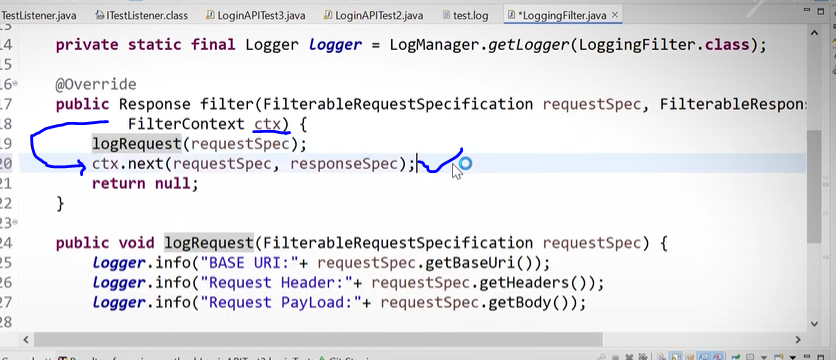 TestListener.java ITestListener.class LoginAPITest3.java LoginAPITest2.java test.log *LoggingFilter.java
14 private static final Logger logger = LogManager.getLogger(LoggingFilter.class);
15
16 @Override
17 public Response filter(FilterableRequestSpecification requestSpec, FilterableRespon
18 FilterContext ctx) {
19 logRequest(requestSpec);
20 ctx.next(requestSpec, responseSpec);
21 return null;
22 }
23
24 public void logRequest(FilterableRequestSpecification requestSpec) {
25 Logger.info("BASE URI:"+ requestSpec.getBaseUri());
26 Logger.info("Request Header:"+ requestSpec.getHeaders());
27 Logger.info("Request PayLoad:"+ requestSpec.getBody());
28